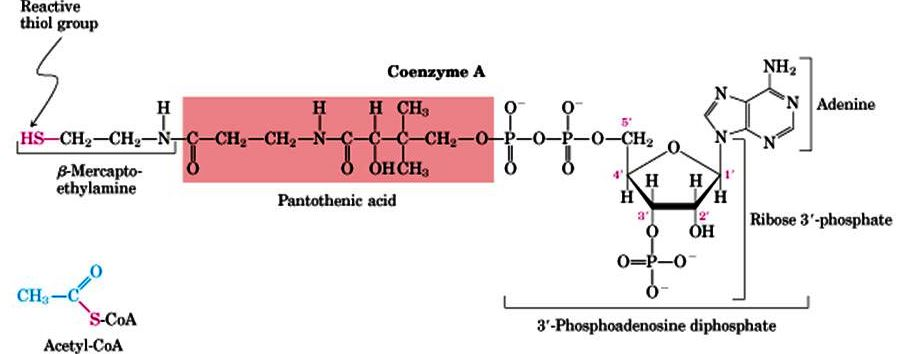 Reactive
thiol group
Coenzyme A
HS—CH₂—CH₂—N—C—CH₂—CH₂—N—C—C—C—CH₂—O—P—O—P—O—CH₂
H
H
H
CH₃
O⁻
O⁻
5′
O
O
OH
CH₃
O
O
β-Mercapto-
ethylamine
Pantothenic acid
NH₂
N
N
N
N
Adenine
O
4′
1′
H
H
H
H
3′
2′
O
OH
O=P—O⁻
O⁻
Ribose 3′-phosphate
3′-Phosphoadenosine diphosphate
O
CH₃—C
S-CoA
Acetyl-CoA